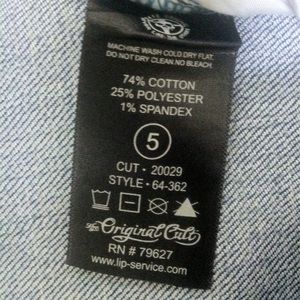 MACHINE WASH COLD.DRY FLAT.
DO NOT DRY CLEAN.NO BLEACH.
74% COTTON
25% POLYESTER
1% SPANDEX
5
CUT - 20029
STYLE - 64-362
The Original Cult
RN # 79627
www.lip-service.com